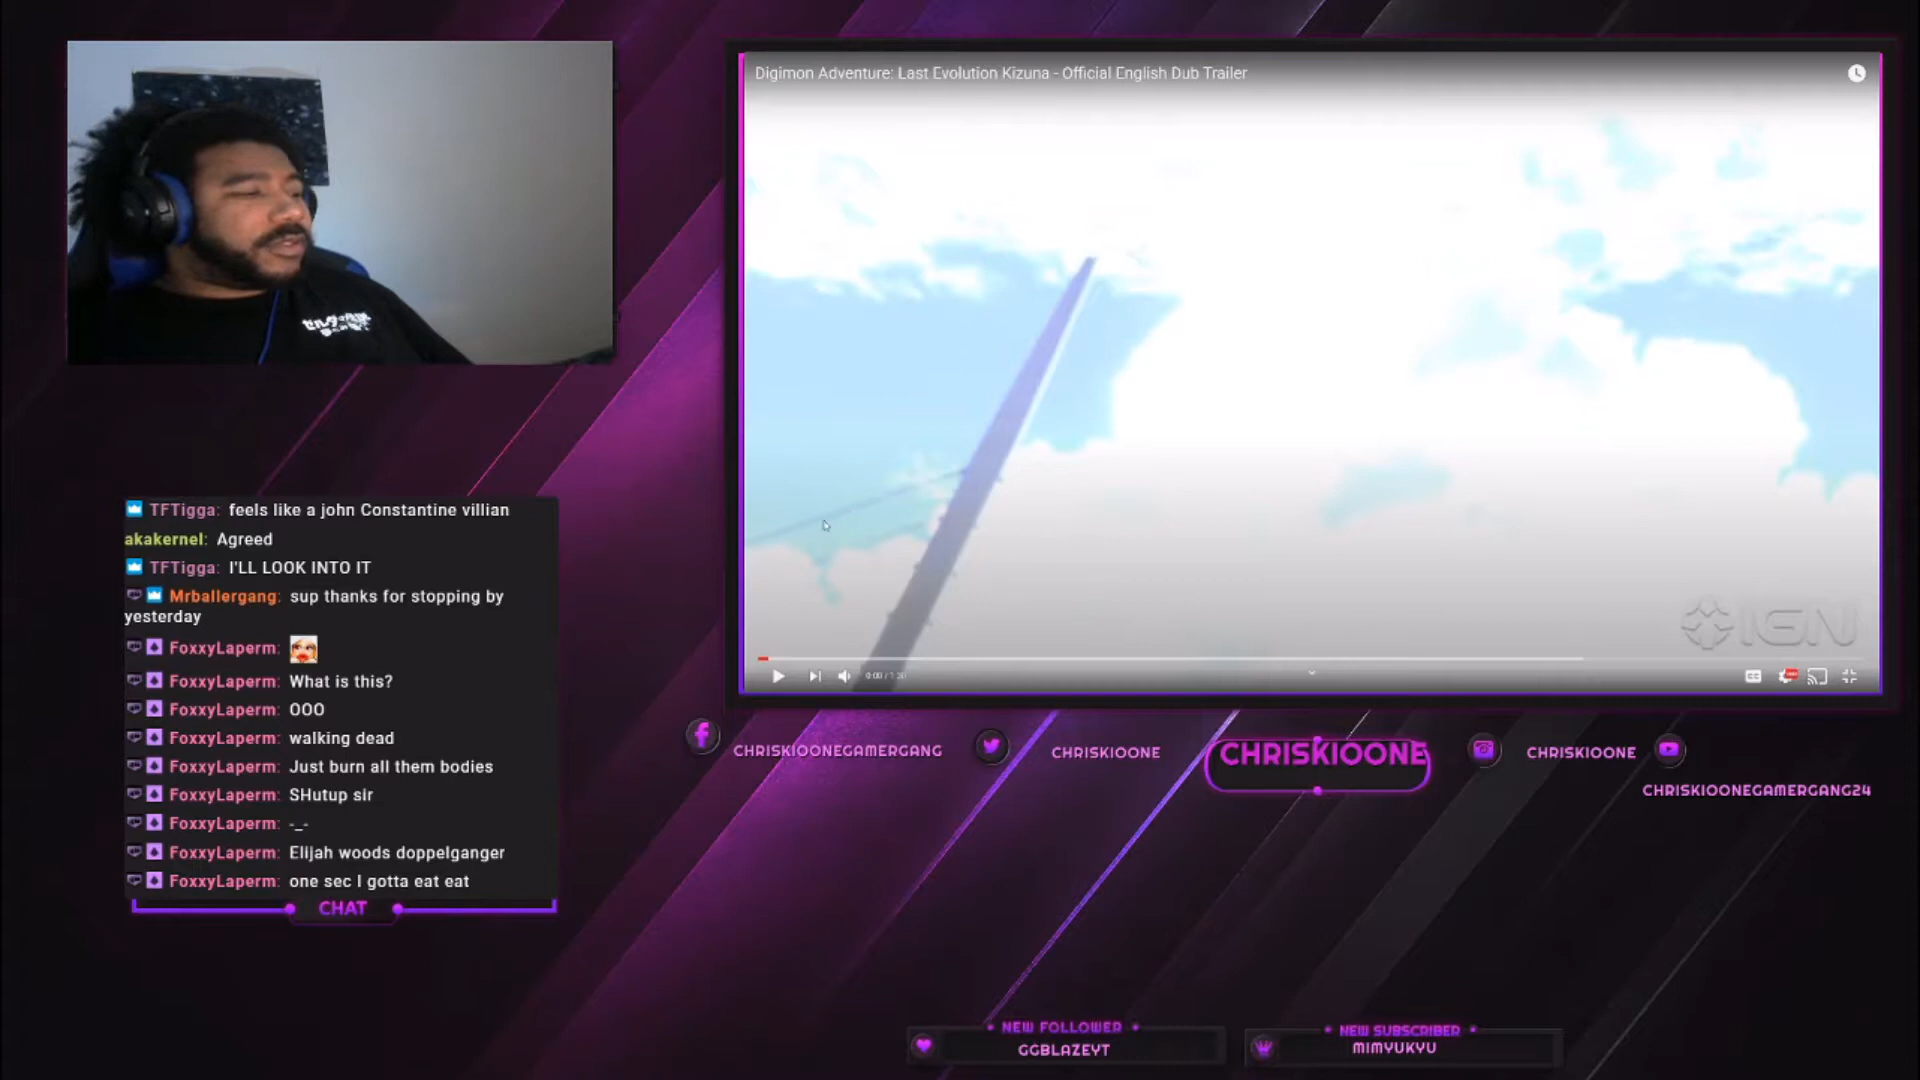 Digimon Adventure: Last Evolution Kizuna - Official English Dub Trailer
TFTigga: feels like a john Constantine villian
akakernel: Agreed
TFTigga: I'LL LOOK INTO IT
Mrballergang: sup thanks for stopping by
yesterday
FoxxyLaperm:
FoxxyLaperm: What is this?
FoxxyLaperm: OOO
FoxxyLaperm: walking dead
FoxxyLaperm: Just burn all them bodies
FoxxyLaperm: SHutup sir
FoxxyLaperm: -_-
FoxxyLaperm: Elijah woods doppelganger
FoxxyLaperm: one sec I gotta eat eat
CHAT
IGN
CC
CHRISKIOONEGAMERGANG
CHRISKIOONE
CHRISKIOONE
CHRISKIOONE
CHRISKIOONEGAMERGANG24
NEW FOLLOWER
GGBLAZEYT
NEW SUBSCRIBER
MIMYUKYU